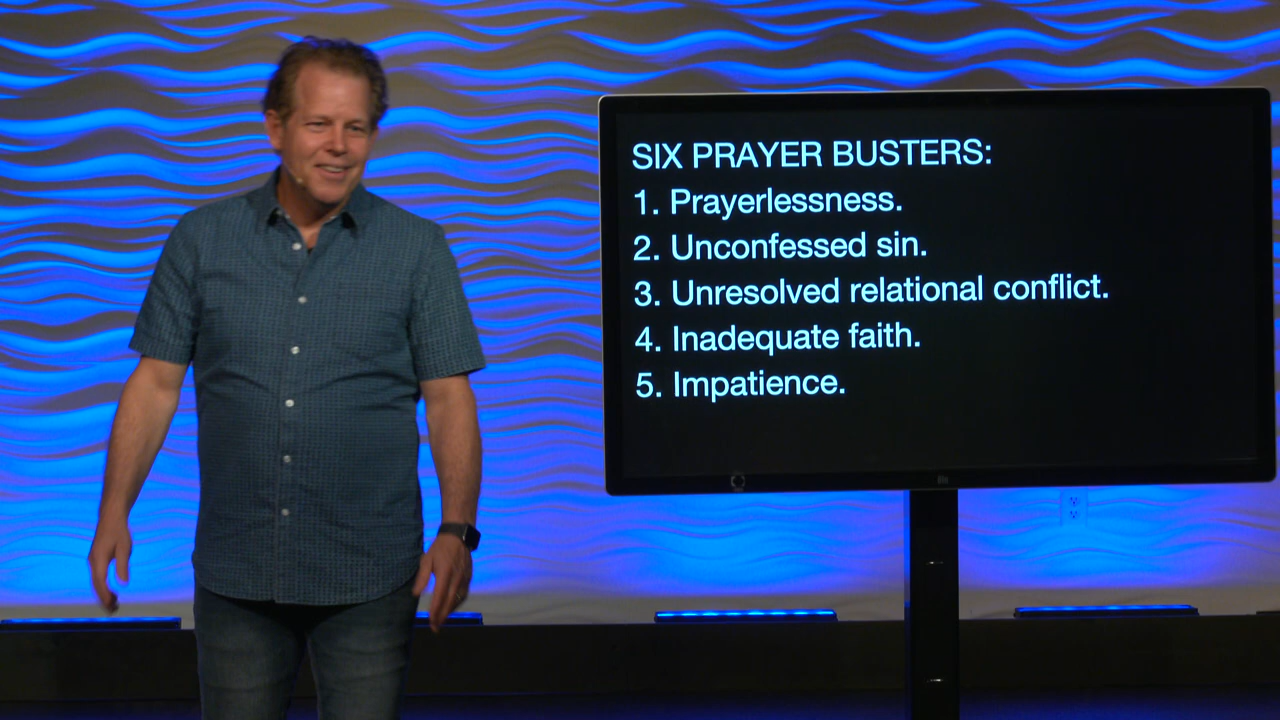 SIX PRAYER BUSTERS:
1. Prayerlessness.
2. Unconfessed sin.
3. Unresolved relational conflict.
4. Inadequate faith.
5. Impatience.